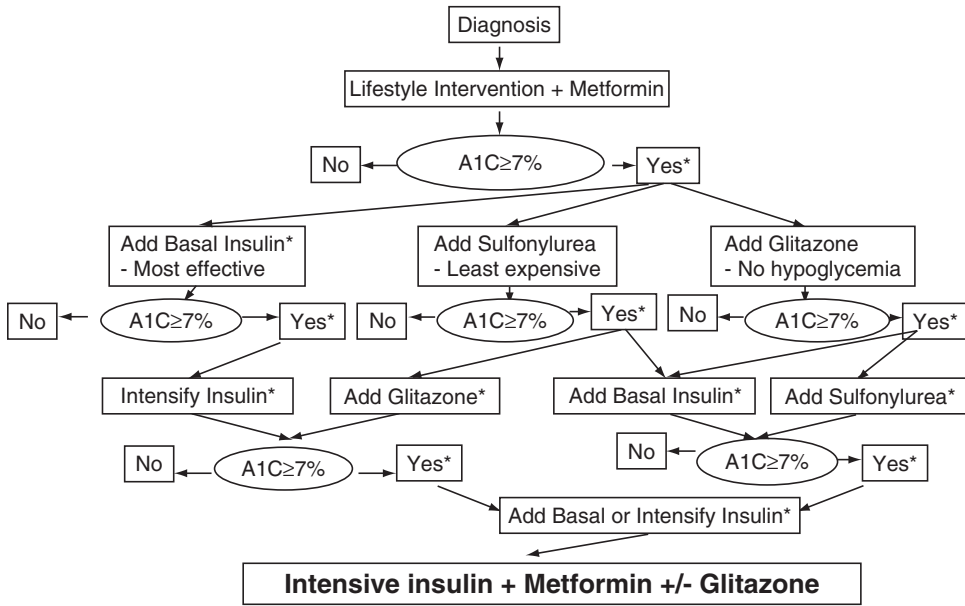 Diagnosis
Lifestyle Intervention + Metformin
No
A1C≥7%
Yes*
Add Basal Insulin*
- Most effective
Add Sulfonylurea
- Least expensive
Add Glitazone
- No hypoglycemia
No
A1C≥7%
Yes*
No
A1C≥7%
Yes*
No
A1C≥7%
Yes*
Intensify Insulin*
Add Glitazone*
Add Basal Insulin*
Add Sulfonylurea*
No
A1C≥7%
Yes*
No
A1C≥7%
Yes*
Add Basal or Intensify Insulin*
Intensive insulin + Metformin +/- Glitazone